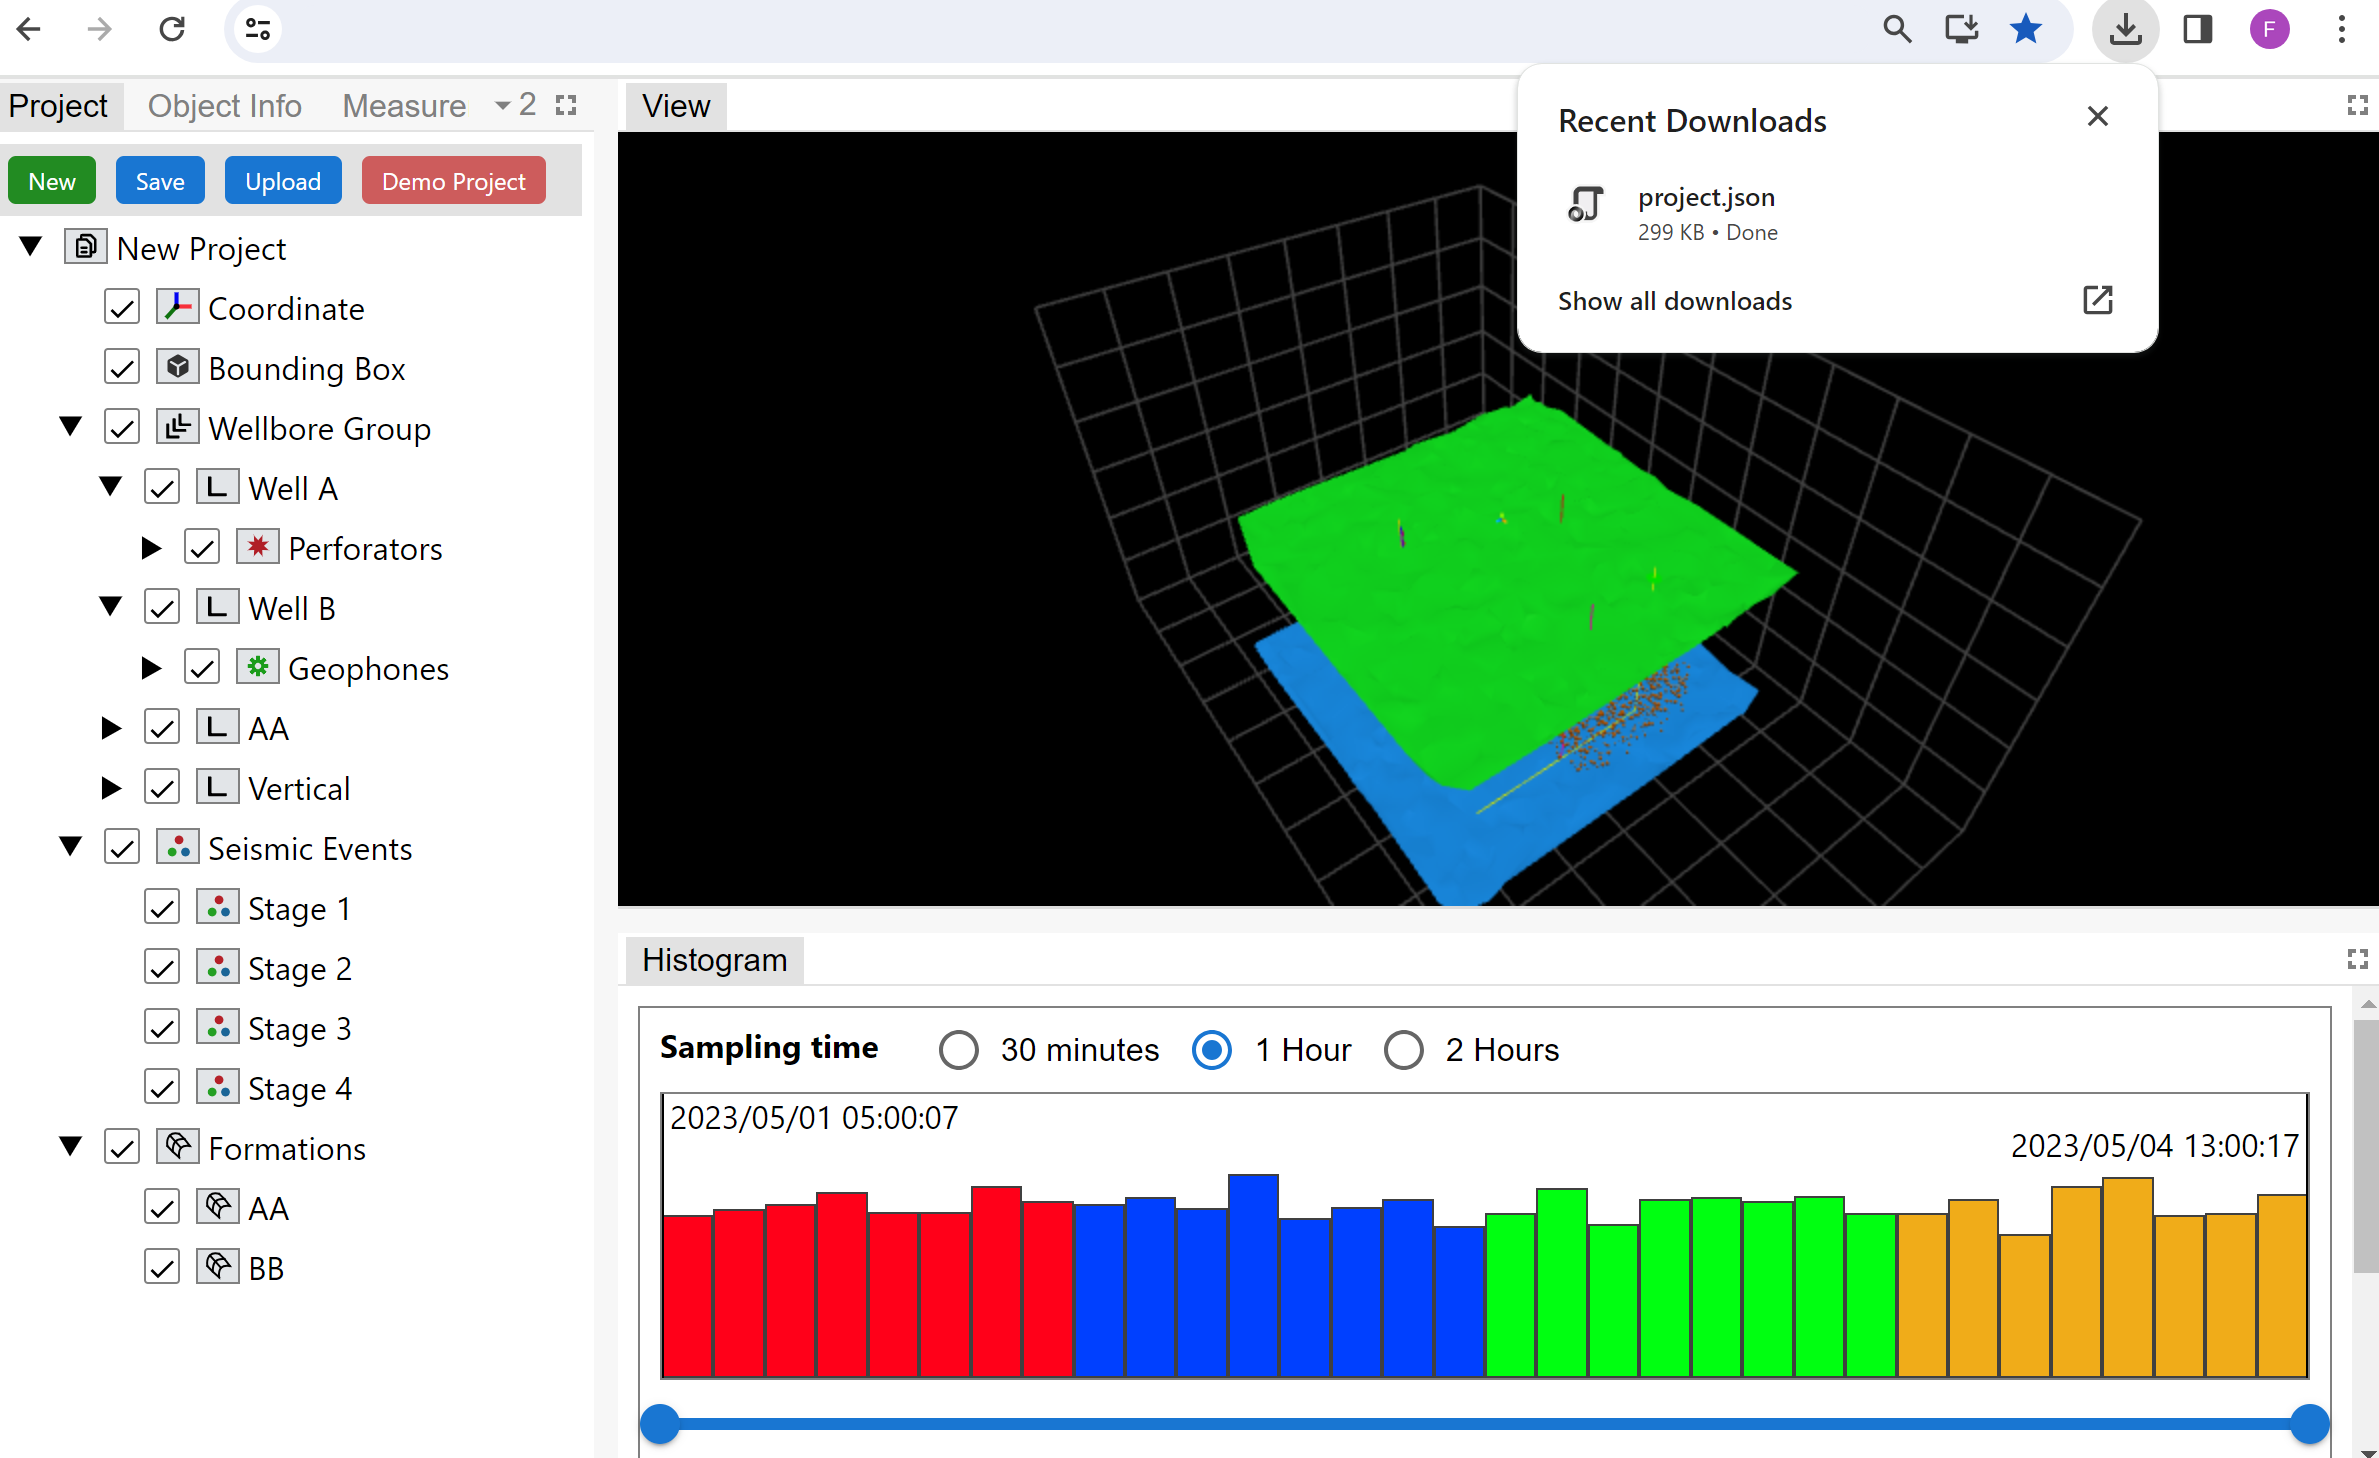 F
Project Object Info Measure 2
New Save Upload Demo Project
New Project
Coordinate
Bounding Box
Wellbore Group
Well A
Perforators
Well B
Geophones
AA
Vertical
Seismic Events
Stage 1
Stage 2
Stage 3
Stage 4
Formations
AA
BB
View
Recent Downloads
project.json
299 KB • Done
Show all downloads
Histogram
Sampling time 30 minutes 1 Hour 2 Hours
2023/05/01 05:00:07
2023/05/04 13:00:17